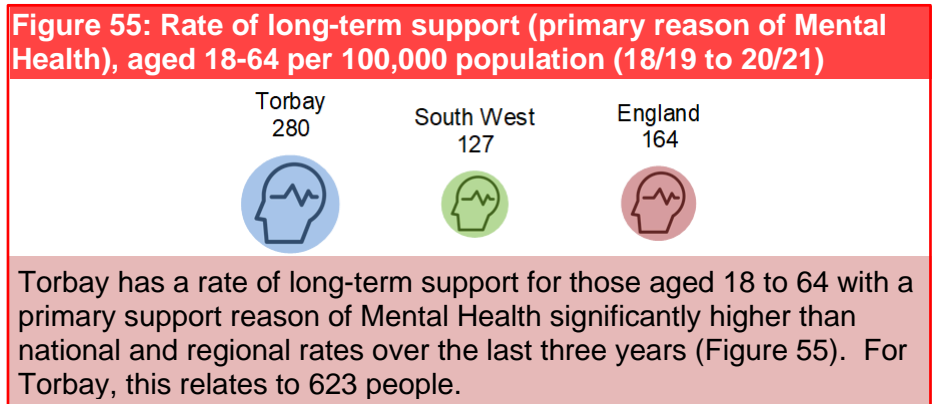 Figure 55: Rate of long-term support (primary reason of Mental
Health), aged 18-64 per 100,000 population (18/19 to 20/21)
Torbay
280
South West
127
England
164
Torbay has a rate of long-term support for those aged 18 to 64 with a
primary support reason of Mental Health significantly higher than
national and regional rates over the last three years (Figure 55).  For
Torbay, this relates to 623 people.